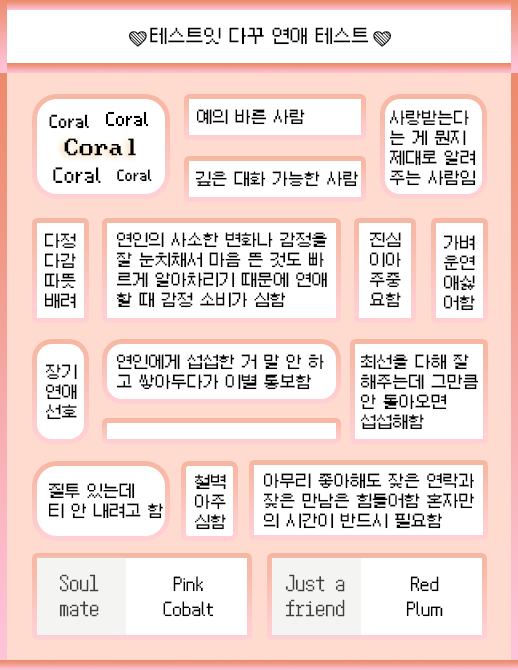 테스트잇 다꾸 연애 테스트
Coral Coral
Coral
Coral Coral
예의 바른 사람
깊은 대화 가능한 사람
사랑받는다
는 게 뭔지
제대로 알려
주는 사람임
다정
다감
따뜻
배려
연인의 사소한 변화나 감정을
잘 눈치채서 마음 뜬 것도 빠
르게 알아차리기 때문에 연애
할 때 감정 소비가 심함
진심
이아
주중
요함
가벼
운연
애싫
어함
장기
연애
선호
연인에게 섭섭한 거 말 안 하
고 쌓아두다가 이별 통보함
최선을 다해 잘
해주는데 그만큼
안 돌아오면
섭섭해함
질투 있는데
티 안 내려고 함
철벽
아주
심함
아무리 좋아해도 잦은 연락과
잦은 만남은 힘들어함 혼자만
의 시간이 반드시 필요함
Soul
mate
Pink
Cobalt
Just a
friend
Red
Plum